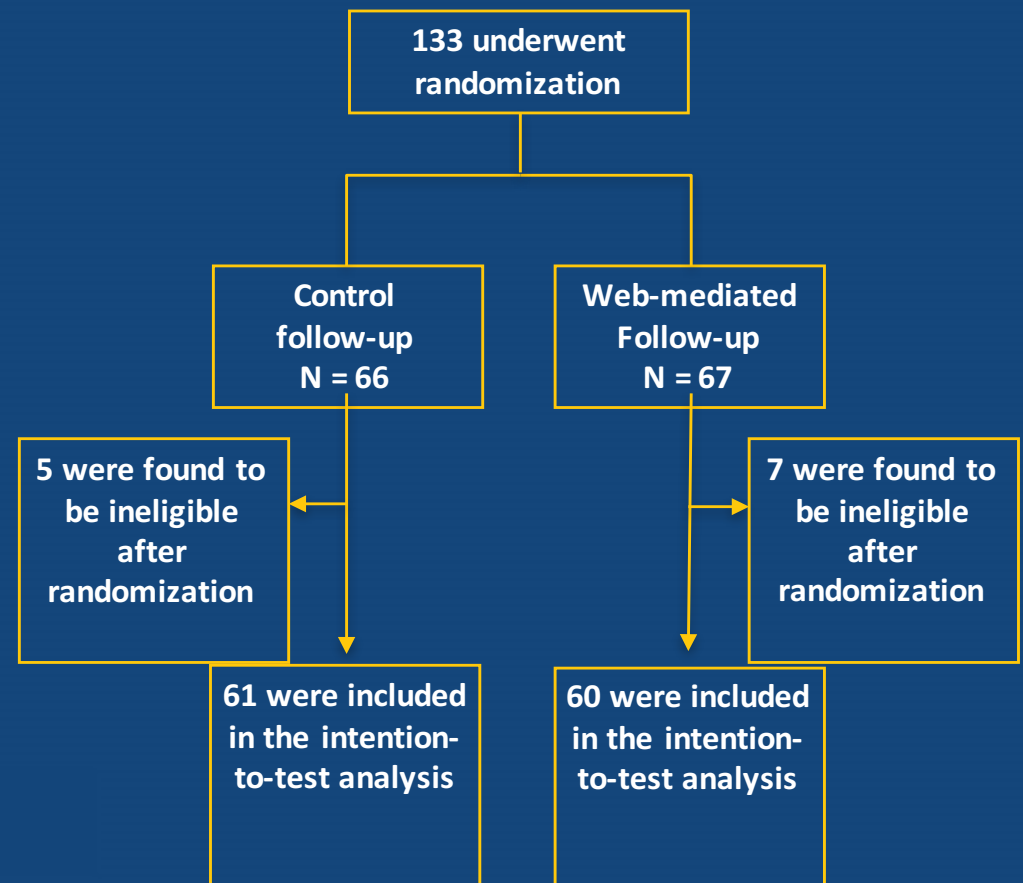 133 underwent
randomization
Control
follow-up
N = 66
Web-mediated
Follow-up
N = 67
5 were found to
be ineligible
after
randomization
7 were found to
be ineligible
after
randomization
61 were included
in the intention-
to-test analysis
60 were included
in the intention-
to-test analysis